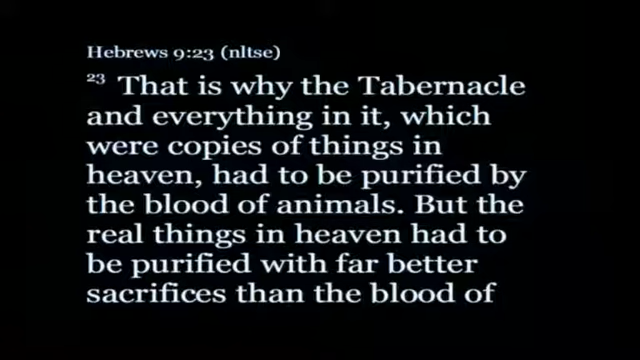 Hebrews 9:23 (nltse)
23 That is why the Tabernacle
and everything in it, which
were copies of things in
heaven, had to be purified by
the blood of animals. But the
real things in heaven had to
be purified with far better
sacrifices than the blood of